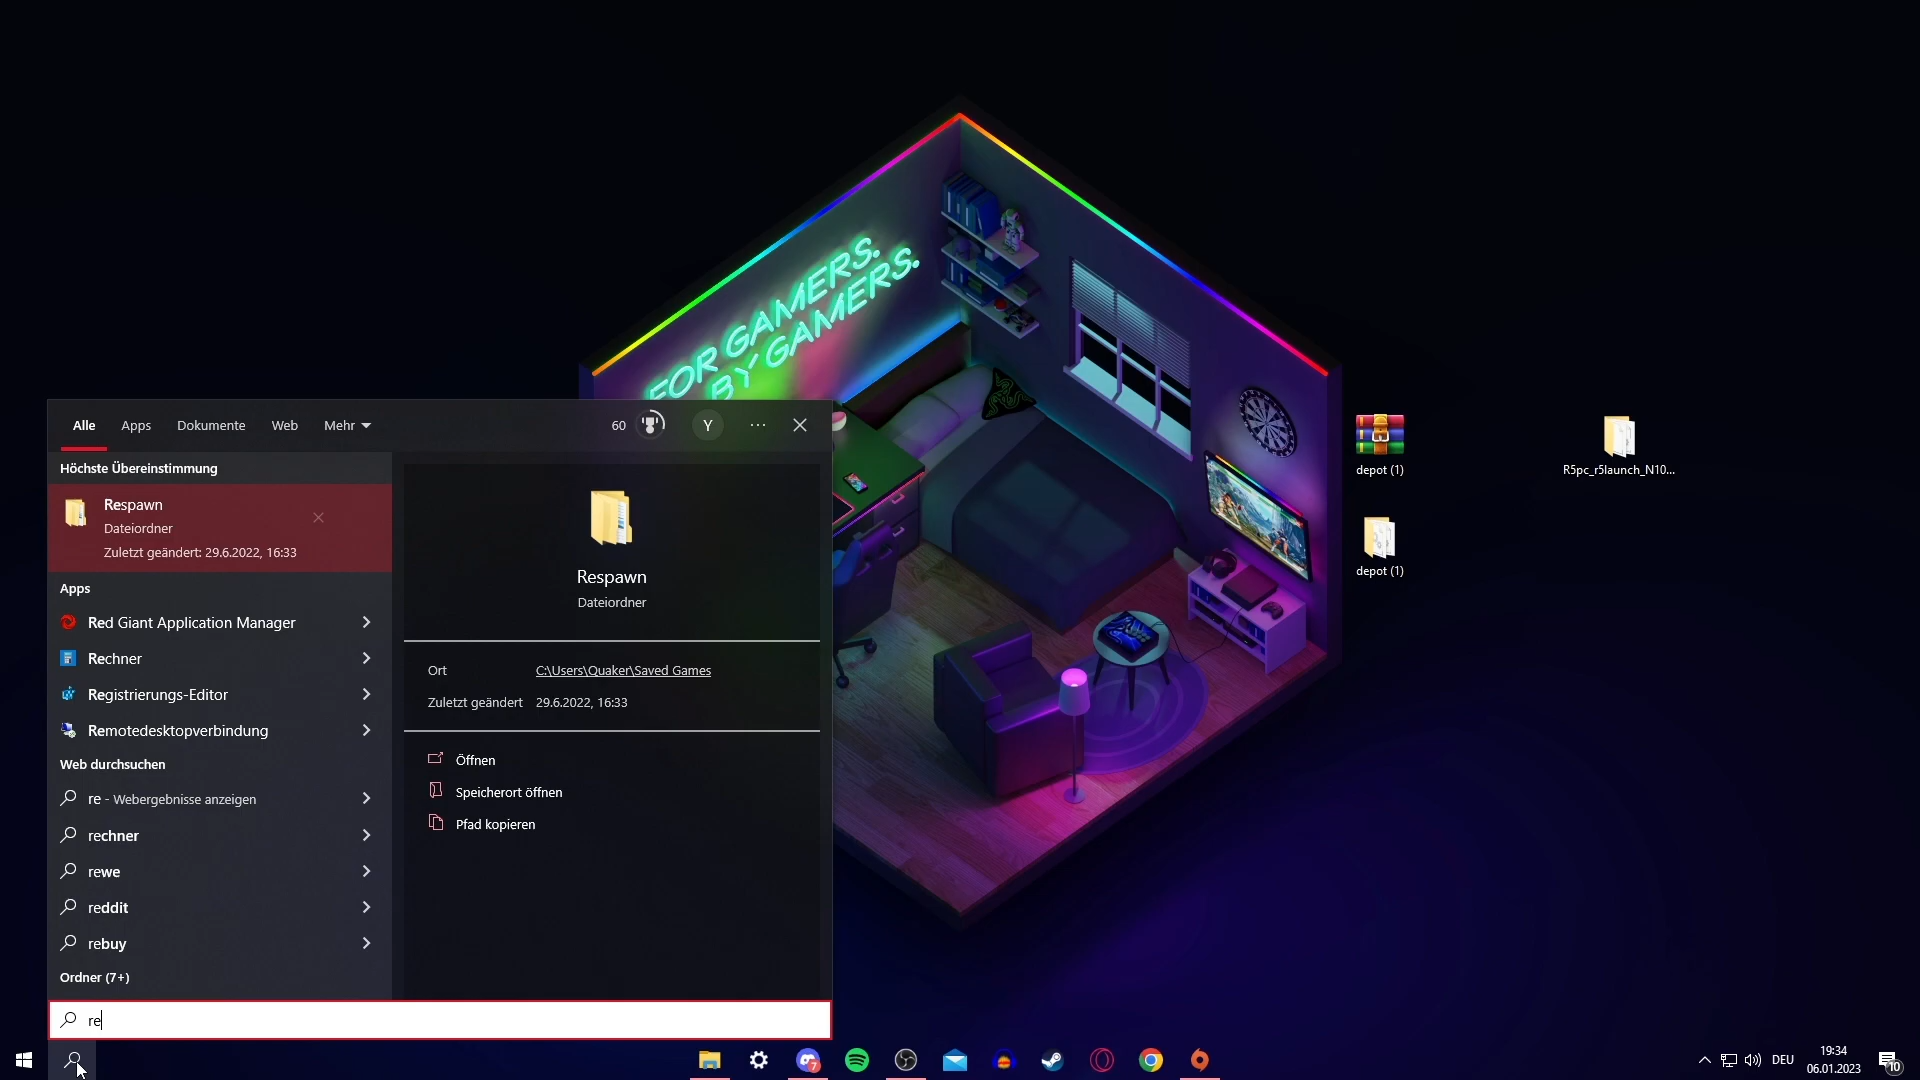 FOR GAMERS.
BY GAMERS.
Alle
Apps
Dokumente
Web
Mehr
60
Y
Höchste Übereinstimmung
Respawn
Dateiordner
Zuletzt geändert: 29.6.2022, 16:33
Apps
Red Giant Application Manager
Rechner
Registrierungs-Editor
Remotedesktopverbindung
Web durchsuchen
re - Webergebnisse anzeigen
rechner
rewe
reddit
rebuy
Ordner (7+)
re
Respawn
Dateiordner
Ort C:\Users\Quaker\Saved Games
Zuletzt geändert 29.6.2022, 16:33
Öffnen
Speicherort öffnen
Pfad kopieren
depot (1)
R5pc_r5launch_N10...
depot (1)
7
DEU
19:34
06.01.2023
10